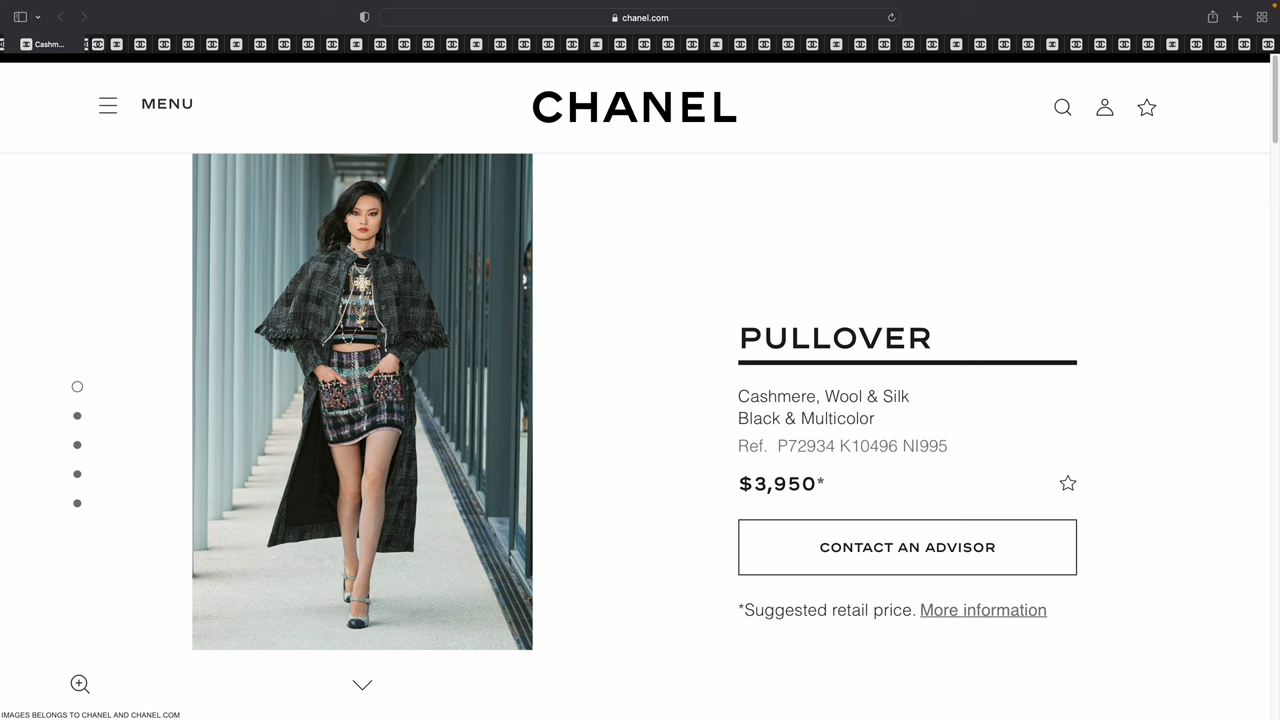 chanel.com
Cashm...
MENU
CHANEL
PULLOVER
Cashmere, Wool & Silk
Black & Multicolor
Ref. P72934 K10496 NI995
$3,950*
CONTACT AN ADVISOR
*Suggested retail price. More information
IMAGES BELONGS TO CHANEL AND CHANEL.COM